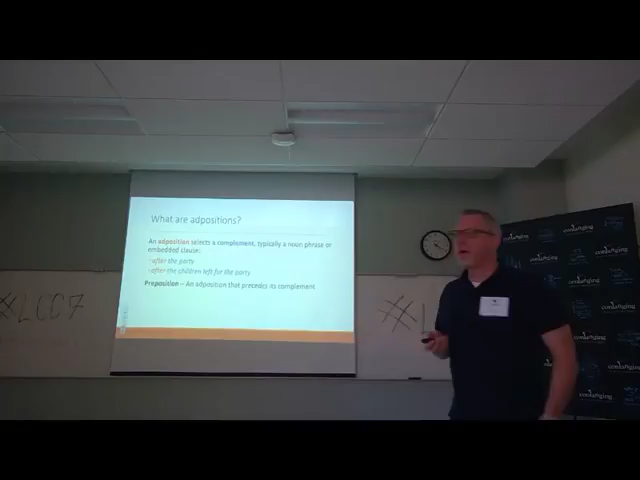 What are adpositions?
An adposition selects a complement, typically a noun phrase or
embedded clause:
-after the party
-after the children left for the party
Preposition – An adposition that precedes its complement
#LCC7
#L